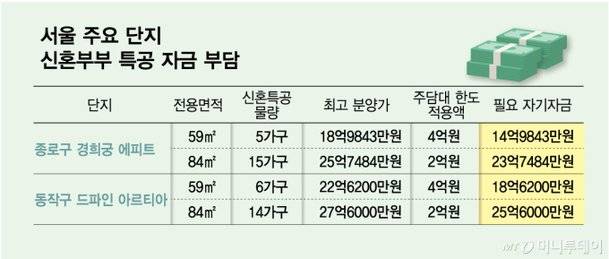 서울 주요 단지
신혼부부 특공 자금 부담
단지 전용면적 신혼특공 물량 최고 분양가 주담대 한도 적용액 필요 자기자금
종로구 경희궁 에피트 59㎡ 5가구 18억9843만원 4억원 14억9843만원
84㎡ 15가구 25억7484만원 2억원 23억7484만원
동작구 드파인 아르티아 59㎡ 6가구 22억6200만원 4억원 18억6200만원
84㎡ 14가구 27억6000만원 2억원 25억6000만원
MT 머니투데이